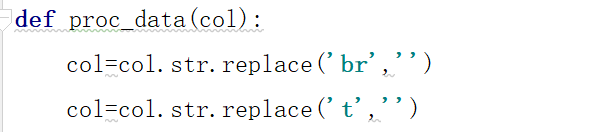 def proc_data(col):
    col=col.str.replace('br','')
    col=col.str.replace('t','')